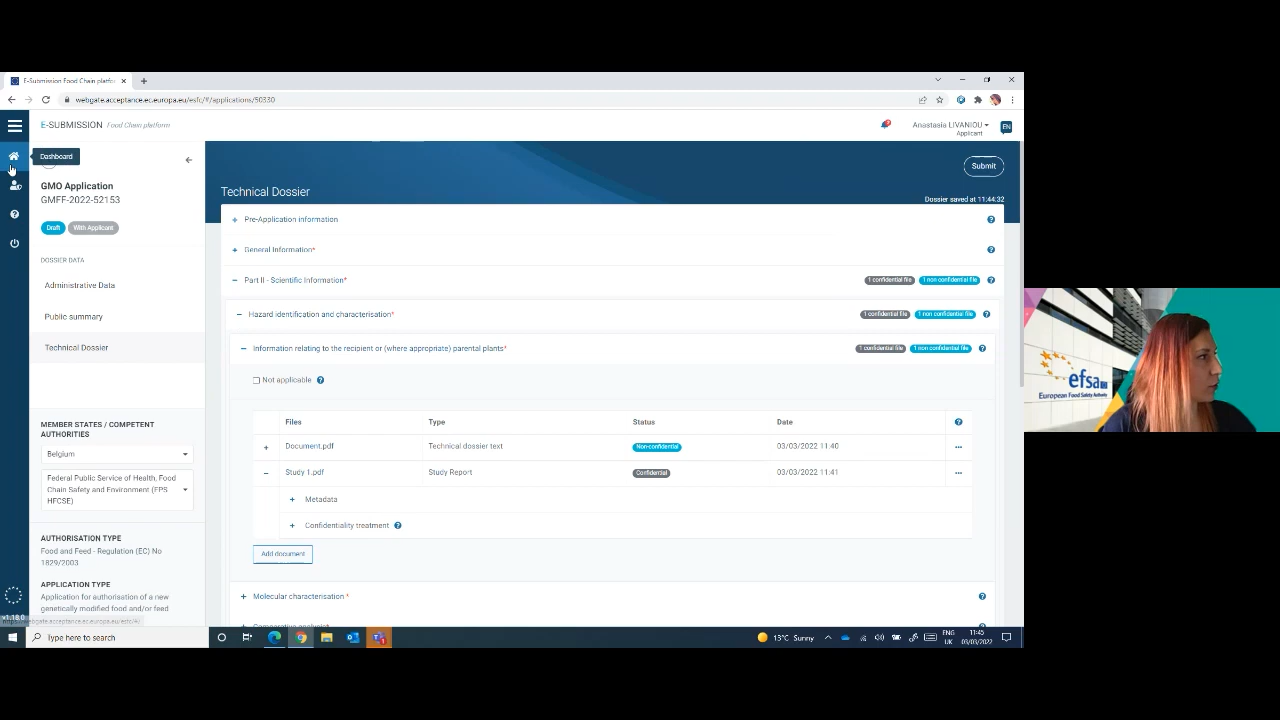 E-Submission Food Chain platfo
webgate.acceptance.ec.europa.eu/esfc/#/applications/50330
E-SUBMISSION Food Chain platform
Anastasia LIVANIOU
Applicant
EN
Dashboard
GMO Application
GMFF-2022-52153
Draft
With Applicant
DOSSIER DATA
Administrative Data
Public summary
Technical Dossier
MEMBER STATES / COMPETENT
AUTHORITIES
Belgium
Federal Public Service of Health, Food
Chain Safety and Environment (FPS
HFCSE)
AUTHORISATION TYPE
Food and Feed - Regulation (EC) No
1829/2003
APPLICATION TYPE
Application for authorisation of a new
genetically modified food and/or feed
Submit
Technical Dossier
Dossier saved at 11:44:32
Pre-Application information
General Information*
Part II - Scientific Information*
1 confidential file
1 non confidential file
Hazard identification and characterisation*
1 confidential file
1 non confidential file
Information relating to the recipient or (where appropriate) parental plants*
1 confidential file
1 non confidential file
Not applicable
Files Type Status Date
Document.pdf Technical dossier text Non-confidential 03/03/2022 11:40
Study 1.pdf Study Report Confidential 03/03/2022 11:41
Metadata
Confidentiality treatment
Add document
Molecular characterisation *
v1.18.0
Type here to search
13°C Sunny
ENG
UK
11:45
03/03/2022
efsa
European Food Safety Authority